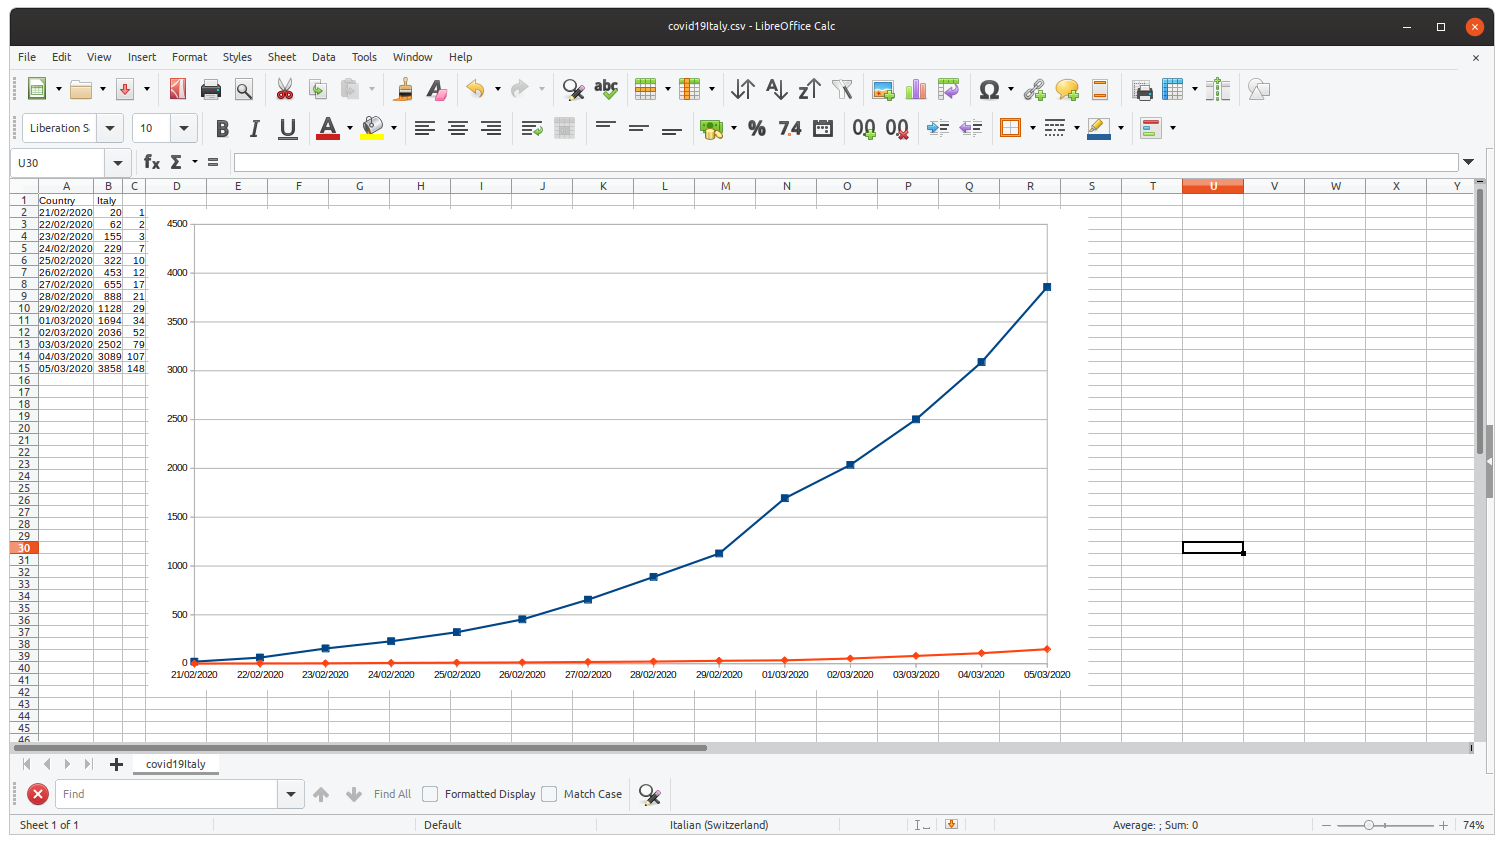 covid19Italy.csv - LibreOffice Calc
File Edit View Insert Format Styles Sheet Data Tools Window Help
Liberation S 10
U30
A B C D E F G H I J K L M N O P Q R S T U V W X Y
1 Country Italy
2 21/02/2020 20 1
3 22/02/2020 62 2
4 23/02/2020 155 3
5 24/02/2020 229 7
6 25/02/2020 322 10
7 26/02/2020 453 12
8 27/02/2020 655 17
9 28/02/2020 888 21
10 29/02/2020 1128 29
11 01/03/2020 1694 34
12 02/03/2020 2036 52
13 03/03/2020 2502 79
14 04/03/2020 3089 107
15 05/03/2020 3858 148
16
17
18
19
20
21
22
23
24
25
26
27
28
29
30
31
32
33
34
35
36
37
38
39
40
41
42
43
44
45
46
4500
4000
3500
3000
2500
2000
1500
1000
500
0
21/02/2020 22/02/2020 23/02/2020 24/02/2020 25/02/2020 26/02/2020 27/02/2020 28/02/2020 29/02/2020 01/03/2020 02/03/2020 03/03/2020 04/03/2020 05/03/2020
covid19Italy
Find Find All Formatted Display Match Case
Sheet 1 of 1 Default Italian (Switzerland) Average: ; Sum: 0 74%